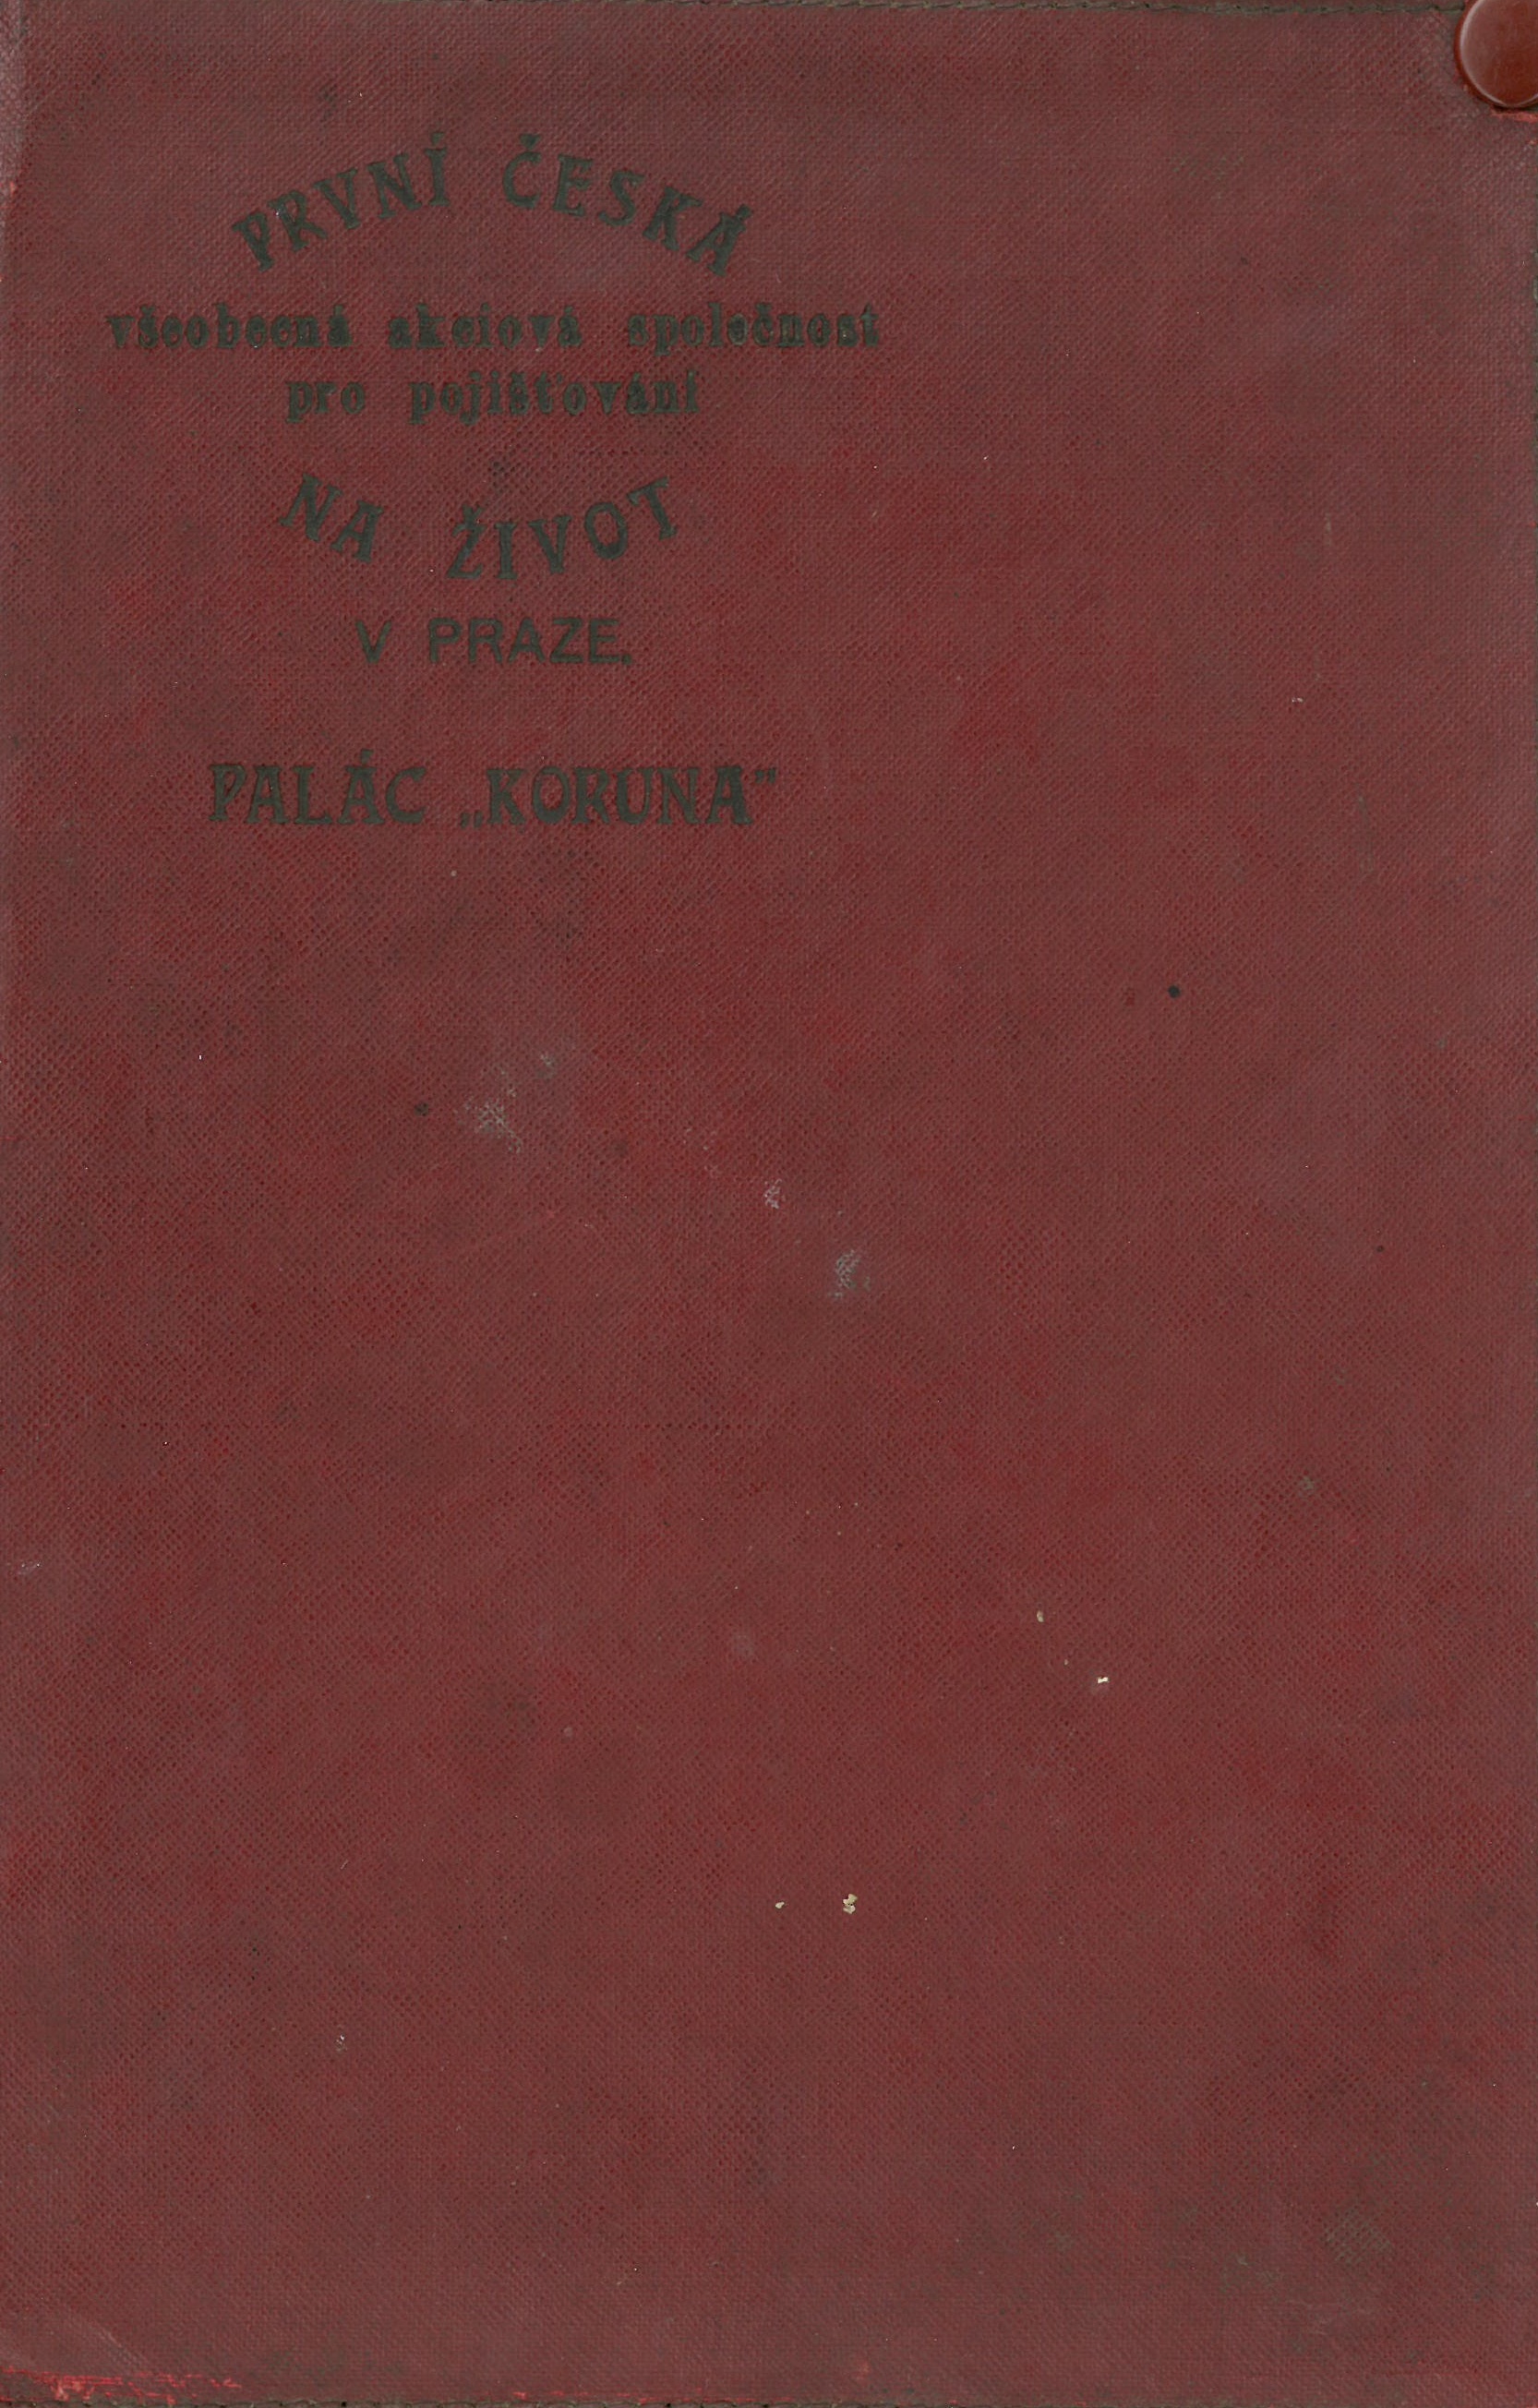 PRVNÍ ČESKÁ
všeobecná akciová společnost
pro pojišťování
NA ŽIVOT
V PRAZE.
PALÁC „KORUNA"